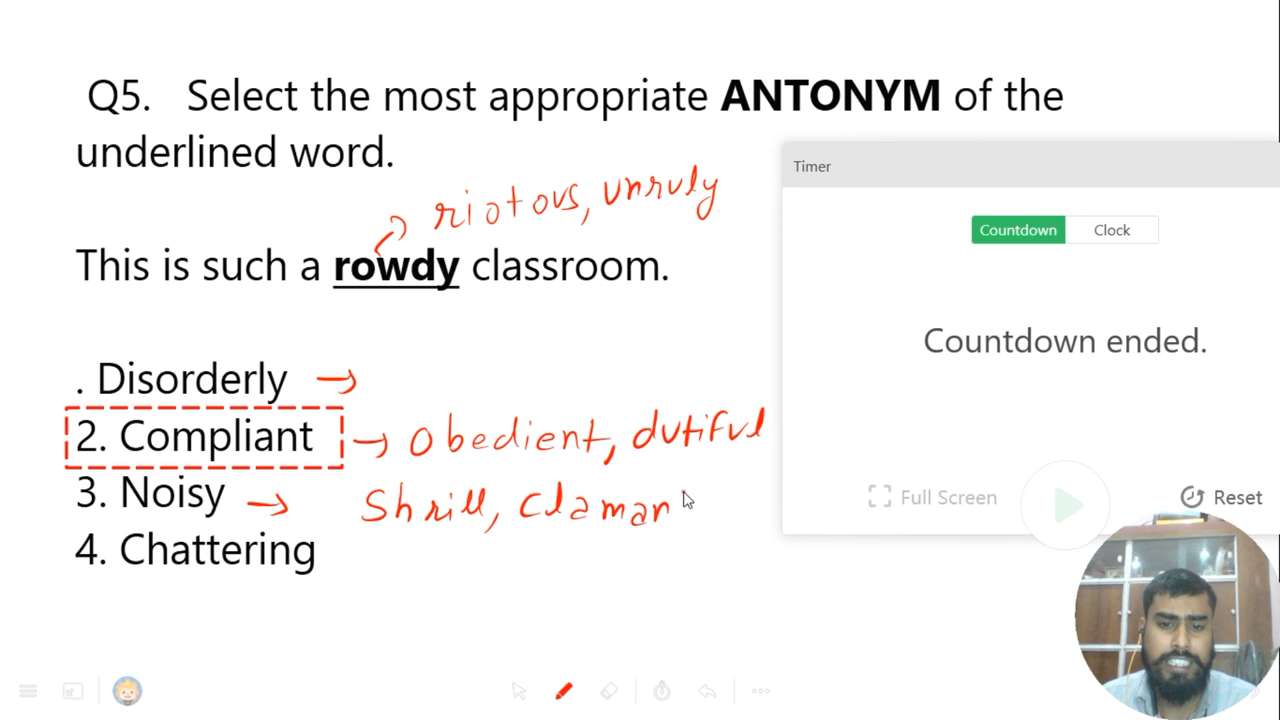 Q5. Select the most appropriate ANTONYM of the
underlined word.
Timer
riotous, unruly
Countdown Clock
This is such a rowdy classroom.
Countdown ended.
. Disorderly
2. Compliant → obedient, dutiful
3. Noisy → Shrill, claman
Full Screen Reset
4. Chattering